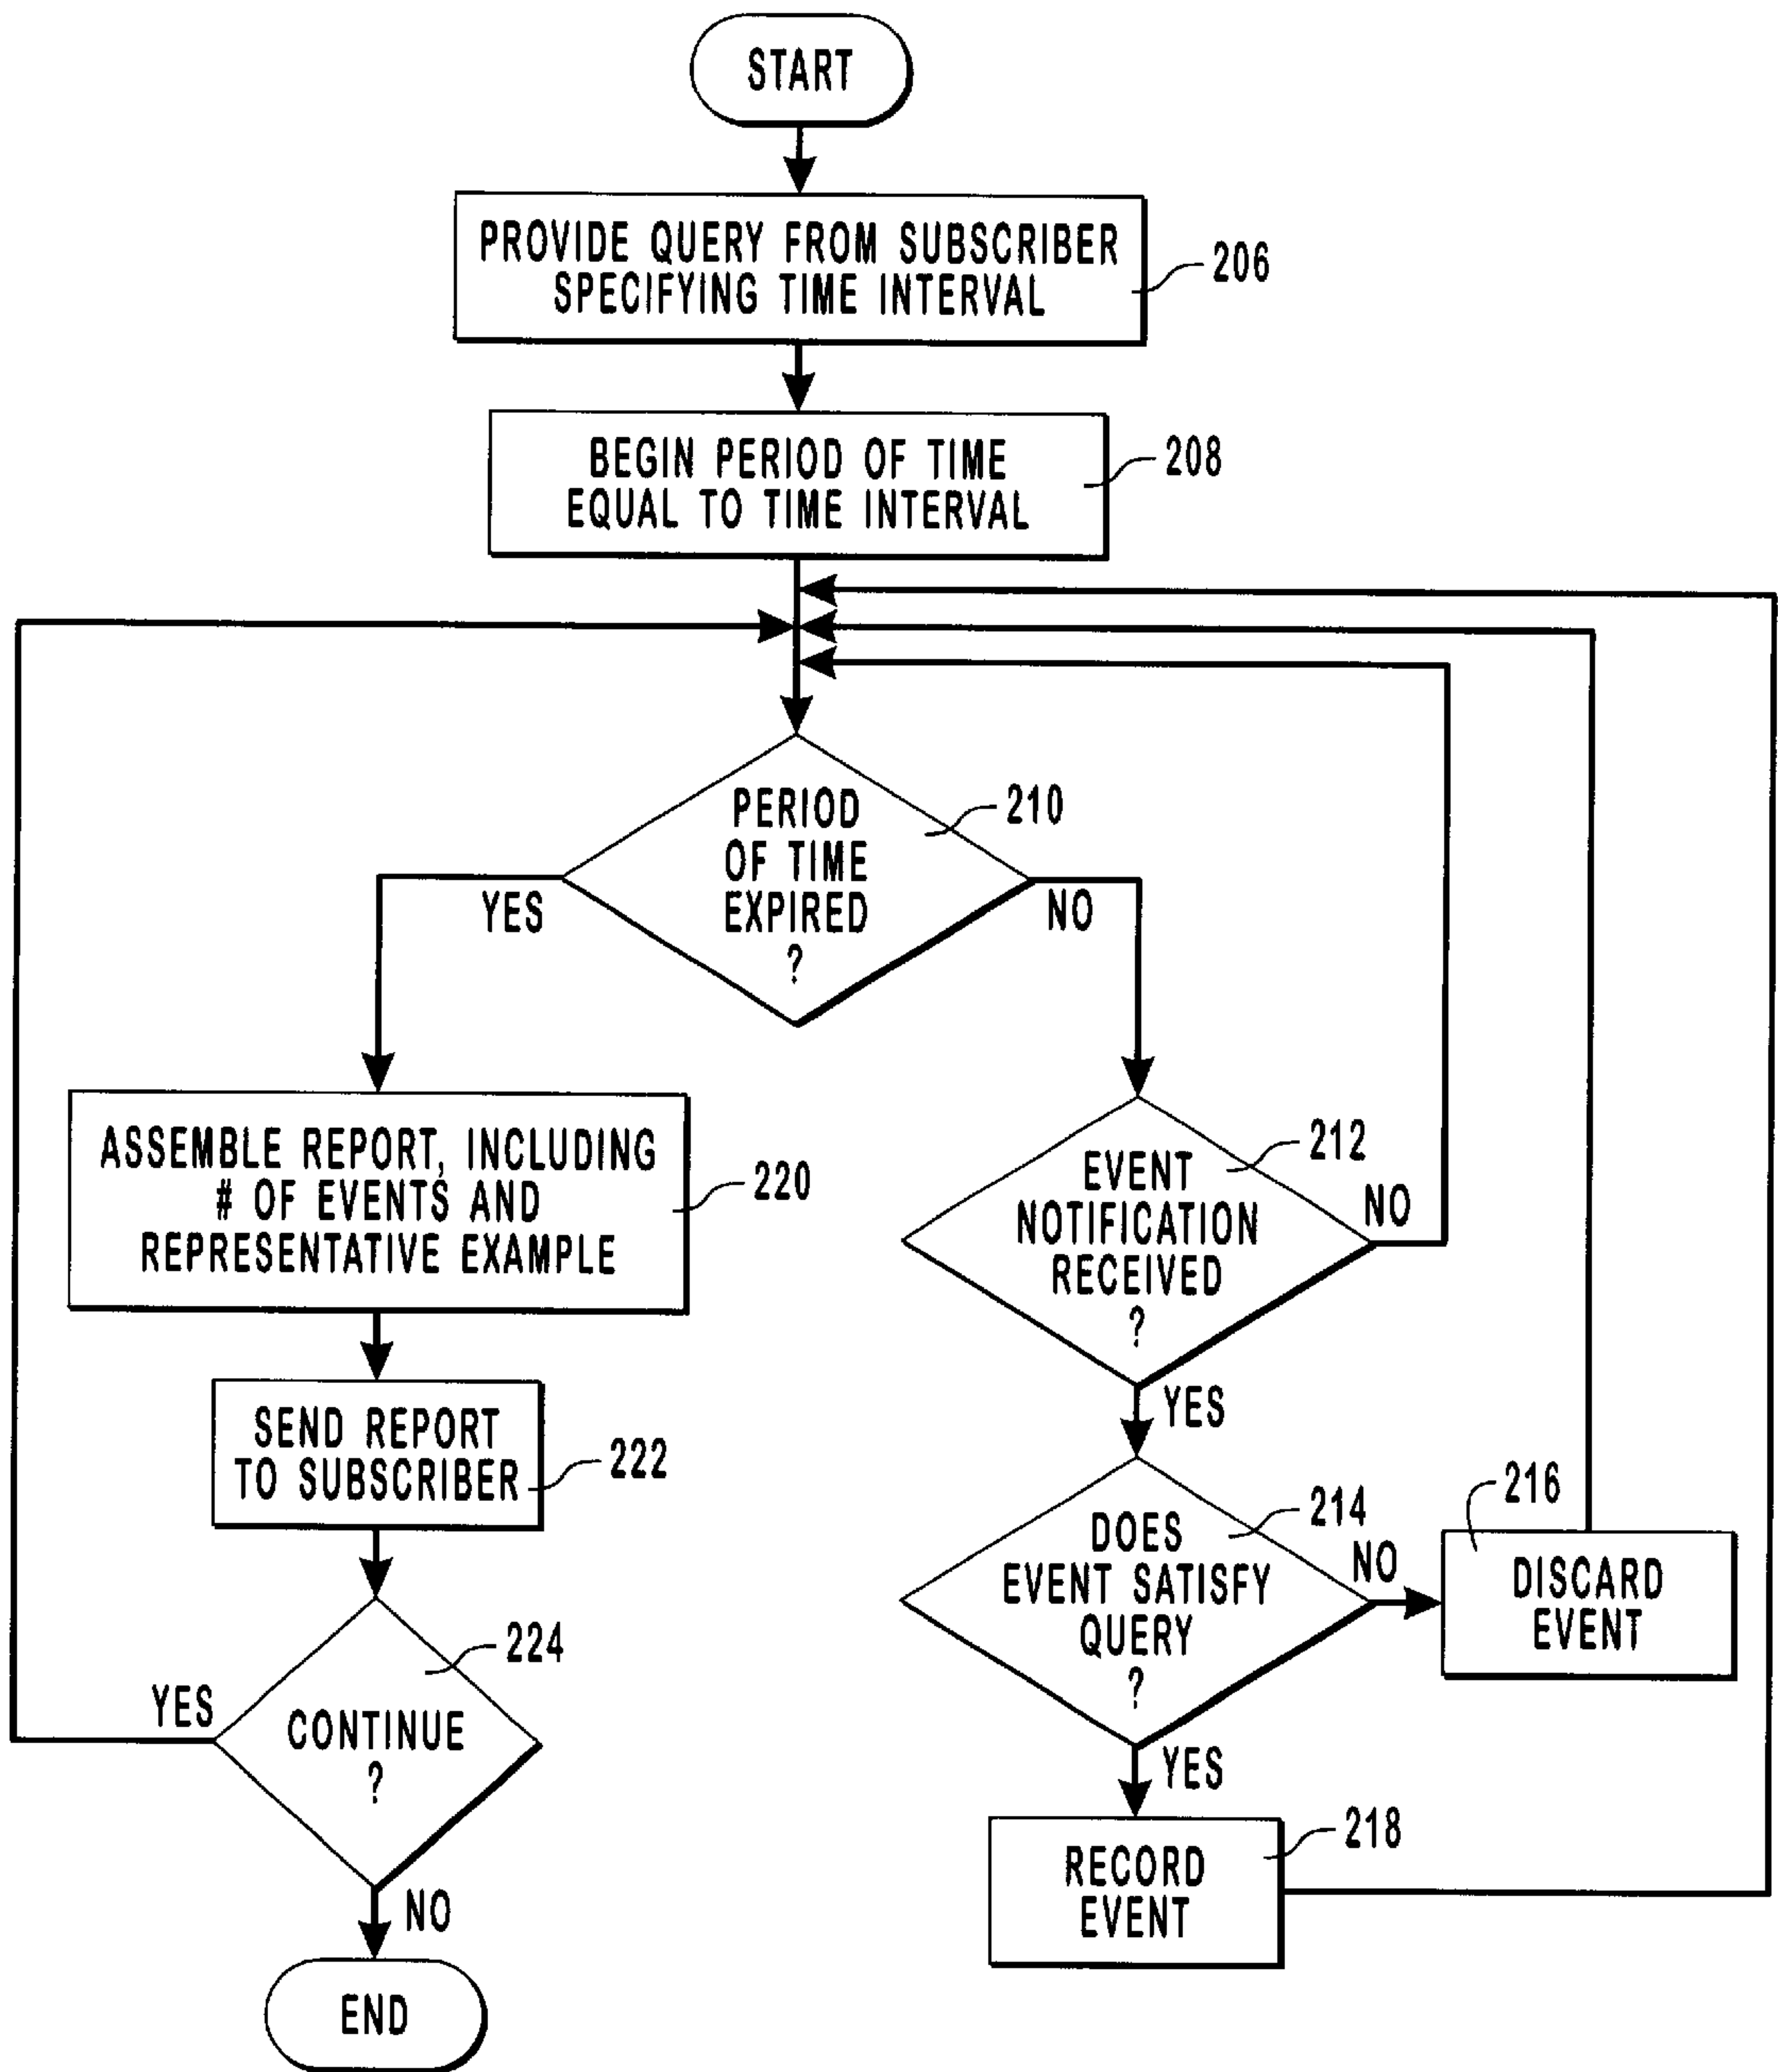 START
PROVIDE QUERY FROM SUBSCRIBER
SPECIFYING TIME INTERVAL
206
BEGIN PERIOD OF TIME
EQUAL TO TIME INTERVAL
208
PERIOD
OF TIME
EXPIRED
?
210
YES
NO
ASSEMBLE REPORT, INCLUDING
# OF EVENTS AND
REPRESENTATIVE EXAMPLE
220
EVENT
NOTIFICATION
RECEIVED
?
212
NO
YES
SEND REPORT
TO SUBSCRIBER
222
DOES
EVENT SATISFY
QUERY
?
214
NO
216
DISCARD
EVENT
YES
CONTINUE
?
224
YES
NO
RECORD
EVENT
218
END